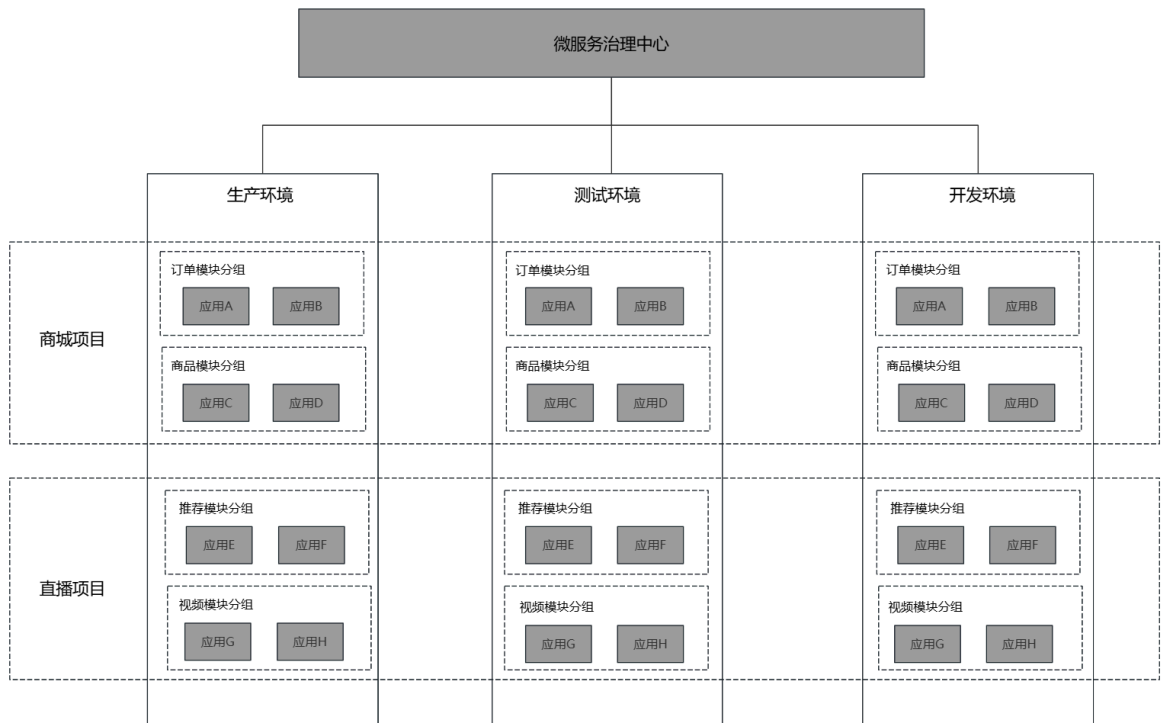 微服务治理中心
生产环境
测试环境
开发环境
商城项目
订单模块分组
应用A
应用B
商品模块分组
应用C
应用D
订单模块分组
应用A
应用B
商品模块分组
应用C
应用D
订单模块分组
应用A
应用B
商品模块分组
应用C
应用D
直播项目
推荐模块分组
应用E
应用F
视频模块分组
应用G
应用H
推荐模块分组
应用E
应用F
视频模块分组
应用G
应用H
推荐模块分组
应用E
应用F
视频模块分组
应用G
应用H